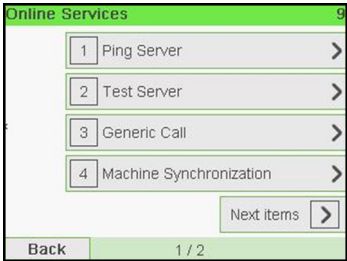 Online Services 9
1 Ping Server
2 Test Server
3 Generic Call
4 Machine Synchronization
Next items
Back 1 / 2